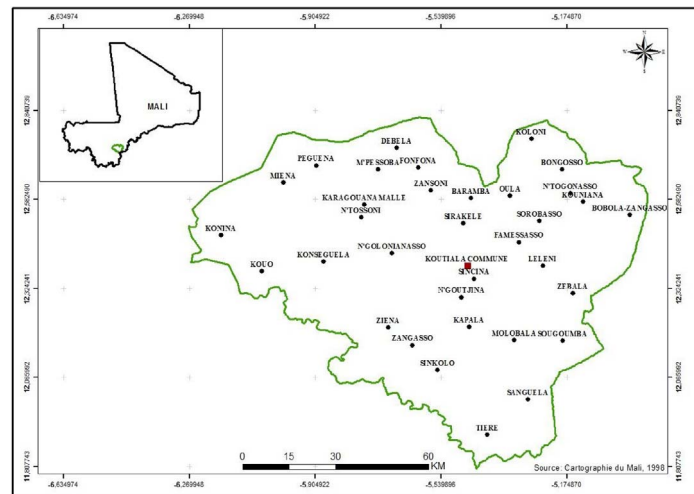 -6,634974 -6,269948 -5,904922 -5,539896 -5,174870
MALI
12,840739
12,582490
12,324241
12,065992
11,807743
KOLONI
DEBELA
PEGUENA
M'PESSOBA
FONFONA
BONGOSSO
MIENA
ZANSONI
BARAMBA
OULA
N'TOGONASSO
KOUNIANA
KARAGOUANA MALLE
N'TOSSONI
BOBOLA-ZANGASSO
SIRAKELE
SOROBASSO
KONINA
FAMESSASSO
N'GOLONIANASSO
KONSEGUELA
KOUTIALA COMMUNE
LELENI
KOUO
SINCINA
N'GOUTJINA
ZEBALA
ZIENA
KAPALA
ZANGASSO
MOLOBALA
SOUGOUMBA
SINKOLO
SANGUELA
TIERE
0 15 30 45 60
KM
Source: Cartographie du Mali, 1998
-6,634974 -6,269948 -5,904922 -5,539896 -5,174870